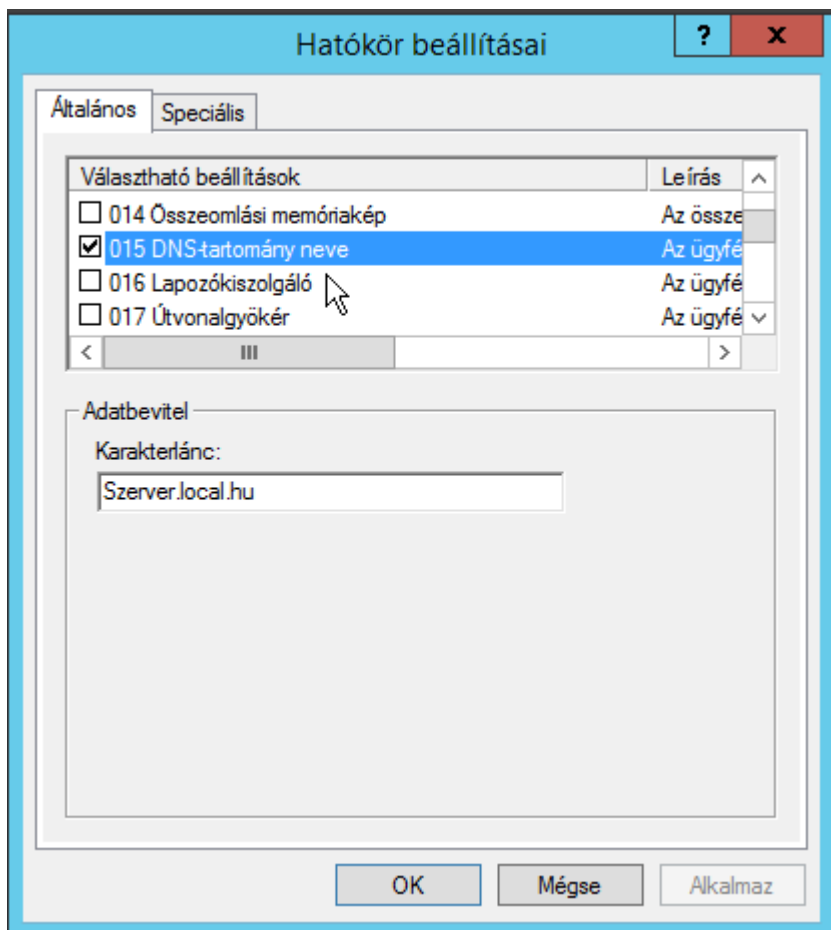 Hatókör beállításai
?
x
Általános
Speciális
Választható beállítások Leírás
014 Összeomlási memóriakép Az össze
015 DNS-tartomány neve Az ügyfé
016 Lapozókiszolgáló Az ügyfé
017 Útvonalgyökér Az ügyfé
Adatbevitel
Karakterlánc:
Szerver.local.hu
OK
Mégse
Alkalmaz